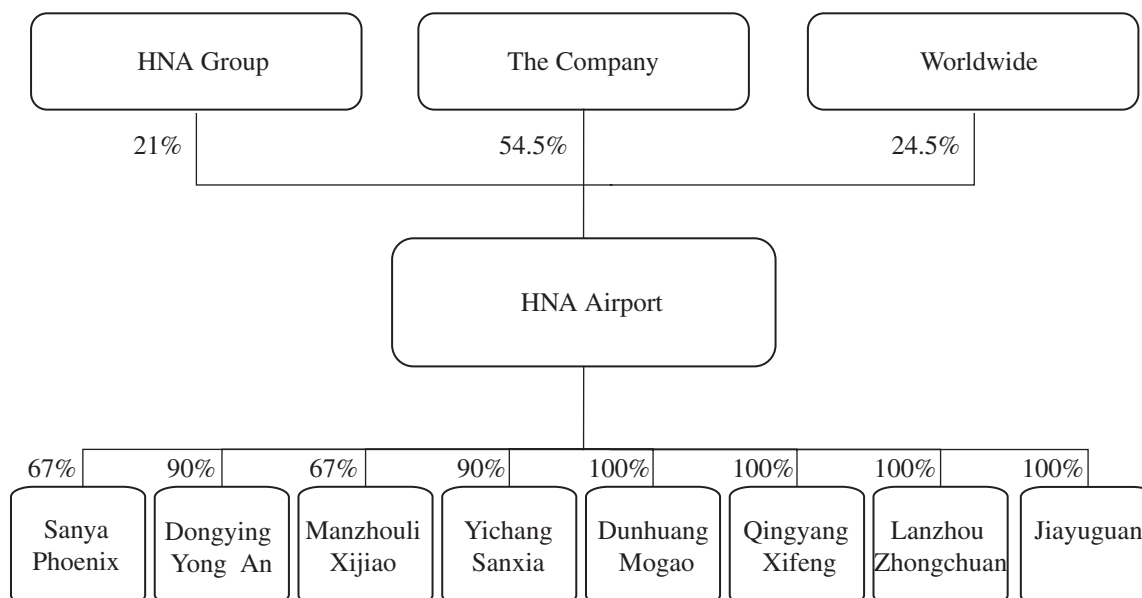 HNA Group
The Company
Worldwide
21%
54.5%
24.5%
HNA Airport
67%
90%
67%
90%
100%
100%
100%
100%
Sanya
Phoenix
Dongying
Yong An
Manzhouli
Xijiao
Yichang
Sanxia
Dunhuang
Mogao
Qingyang
Xifeng
Lanzhou
Zhongchuan
Jiayuguan